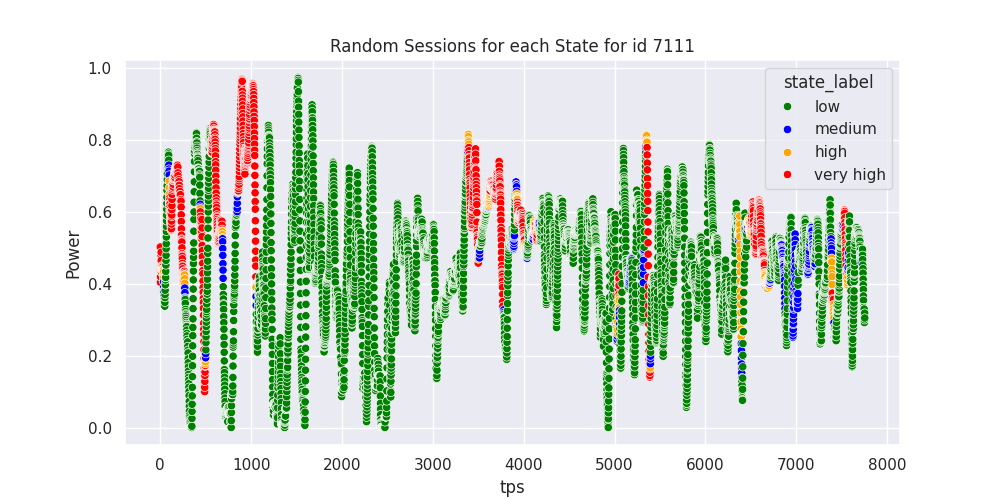 Random Sessions for each State for id 7111
state_label
low
medium
high
very high
Power
1.0
0.8
0.6
0.4
0.2
0.0
0 1000 2000 3000 4000 5000 6000 7000 8000
tps